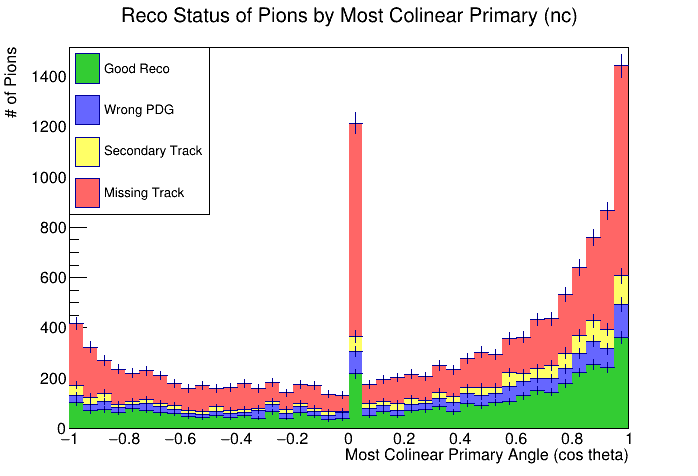 Reco Status of Pions by Most Colinear Primary (nc)
# of Pions
1400
1200
1000
800
600
400
200
0
Good Reco
Wrong PDG
Secondary Track
Missing Track
−1 −0.8 −0.6 −0.4 −0.2 0 0.2 0.4 0.6 0.8 1
Most Colinear Primary Angle (cos theta)